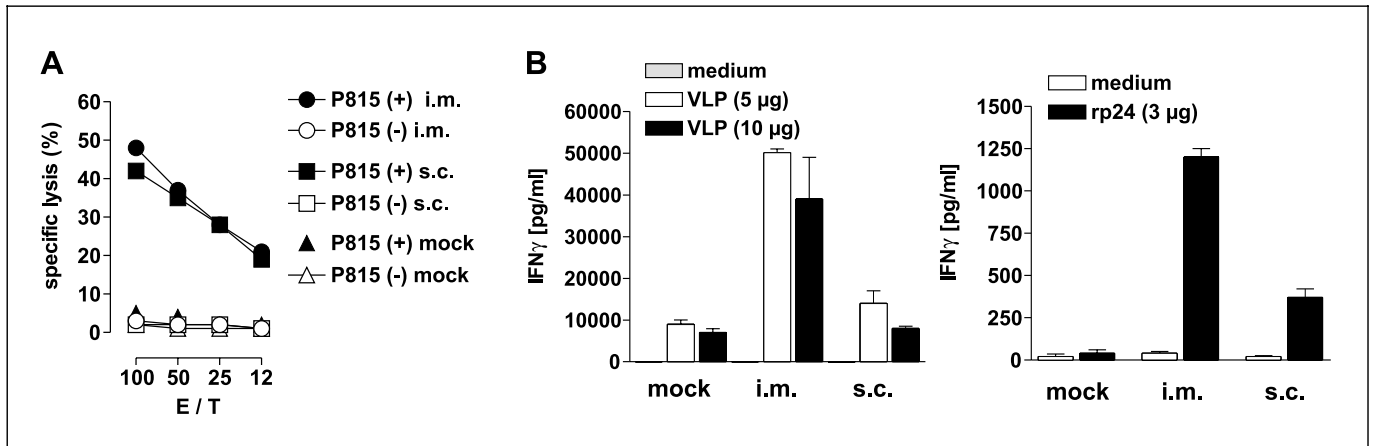 A
specific lysis (%)
60
50
40
30
20
10
0
100 50 25 12
E / T
P815 (+) i.m.
P815 (-) i.m.
P815 (+) s.c.
P815 (-) s.c.
P815 (+) mock
P815 (-) mock
B
medium
VLP (5 µg)
VLP (10 µg)
IFNγ [pg/ml]
60000
50000
40000
30000
20000
10000
0
mock i.m. s.c.
medium
rp24 (3 µg)
IFNγ [pg/ml]
1500
1250
1000
750
500
250
0
mock i.m. s.c.